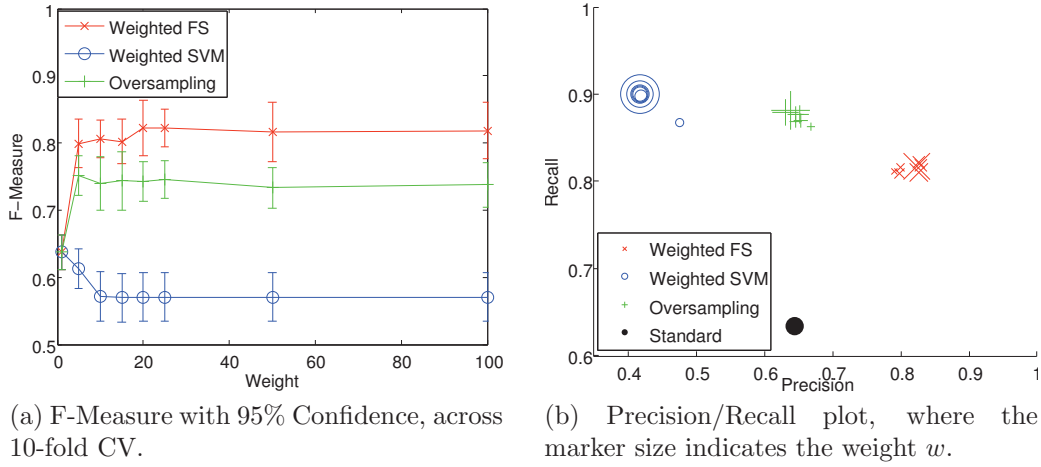 1
0.9
0.8
0.7
0.6
0.5
F−Measure
Weighted FS
Weighted SVM
Oversampling
0
20
40
60
80
100
Weight
(a) F-Measure with 95% Confidence, across
10-fold CV.
1
0.9
0.8
0.7
0.6
Recall
Weighted FS
Weighted SVM
Oversampling
Standard
0.4
0.5
0.6
0.7
0.8
0.9
1
Precision
(b) Precision/Recall plot, where the
marker size indicates the weight w.